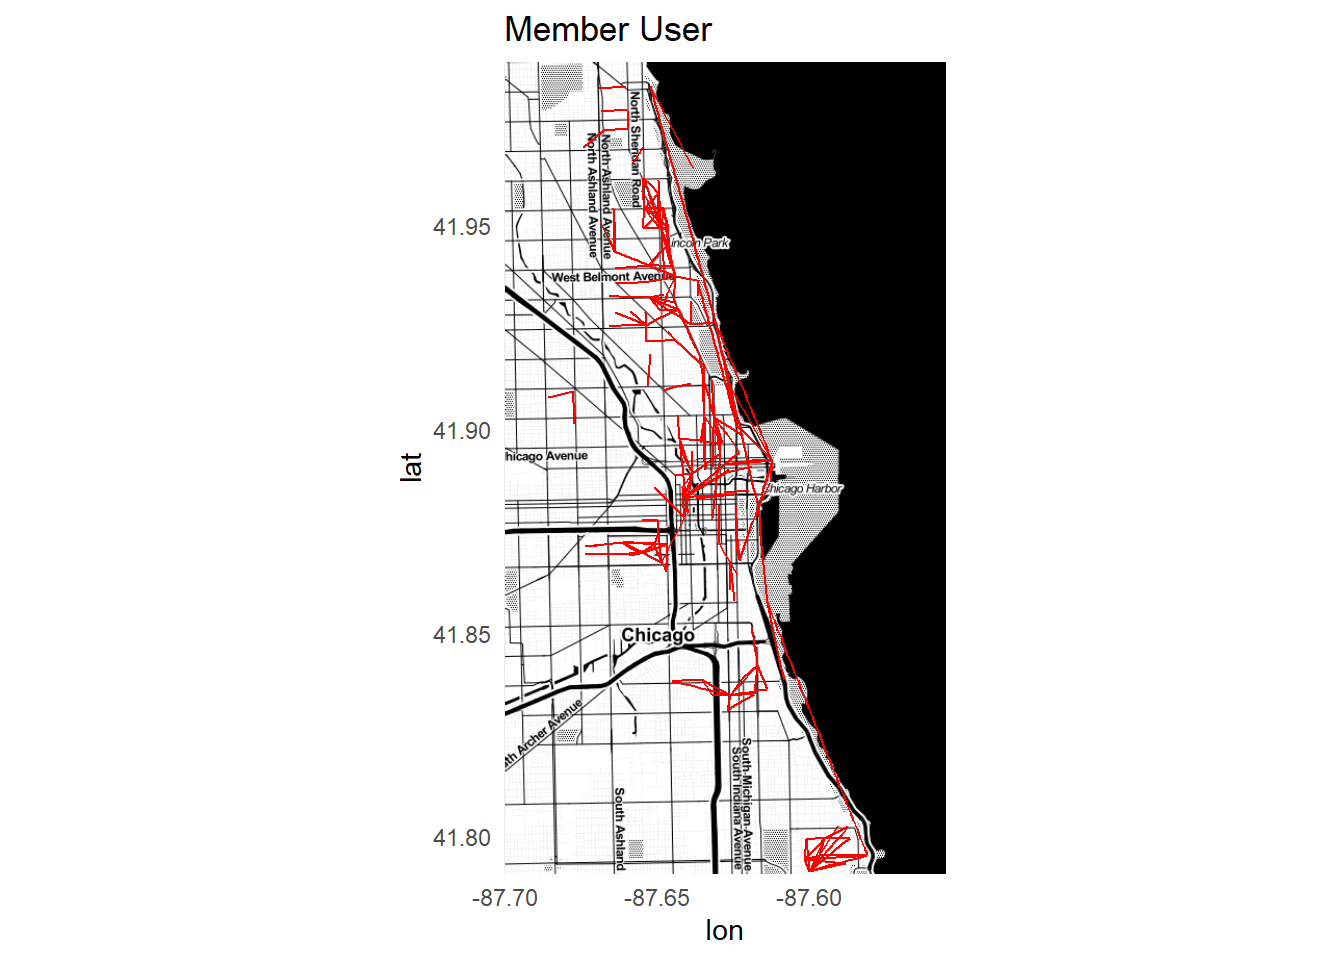 Member User
North Sheridan Road
North Ashland Avenue
North Ashland Avenue
41.95
incoln Park
West Belmont Avenue
41.90
lat
hicago Avenue
Chicago Harbor
41.85
Chicago
th Archer Avenue
South Michigan Avenue
South Indiana Avenue
South Ashland
41.80
-87.70
-87.65
-87.60
lon